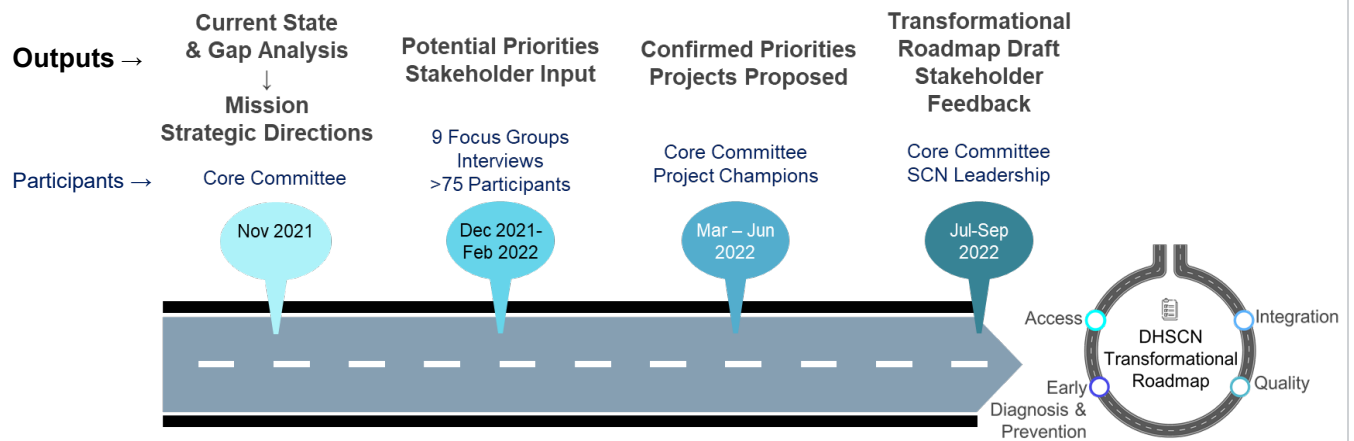 Outputs →
Current State
& Gap Analysis
↓
Mission
Strategic Directions
Potential Priorities
Stakeholder Input
Confirmed Priorities
Projects Proposed
Transformational
Roadmap Draft
Stakeholder
Feedback
Participants →
Core Committee
9 Focus Groups
Interviews
>75 Participants
Core Committee
Project Champions
Core Committee
SCN Leadership
Nov 2021
Dec 2021-
Feb 2022
Mar – Jun
2022
Jul-Sep
2022
Access
Integration
DHSCN
Transformational
Roadmap
Early
Diagnosis &
Prevention
Quality